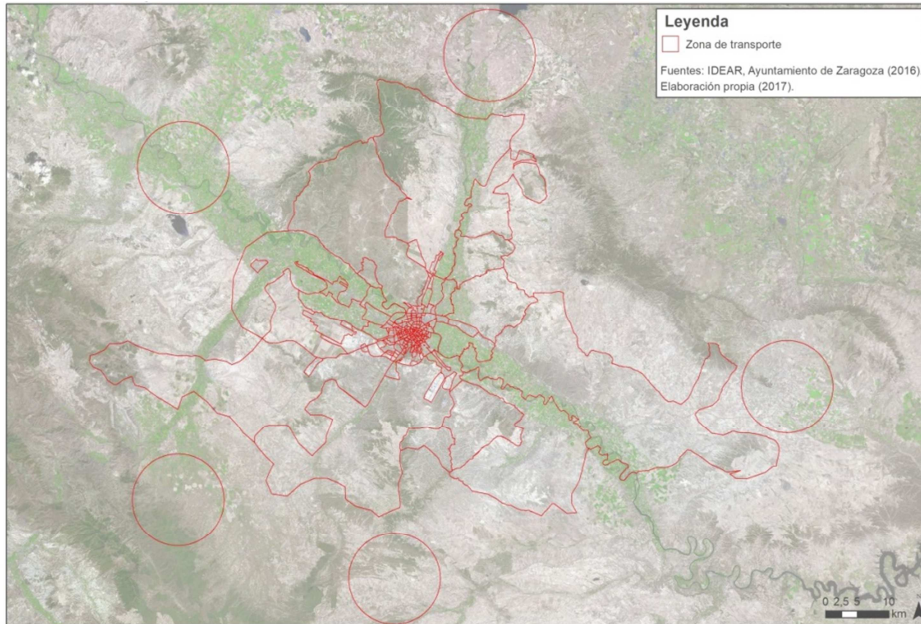 Leyenda
Zona de transporte
Fuentes: IDEAR, Ayuntamiento de Zaragoza (2016)
Elaboración propia (2017).
0 2,5 5 10
km